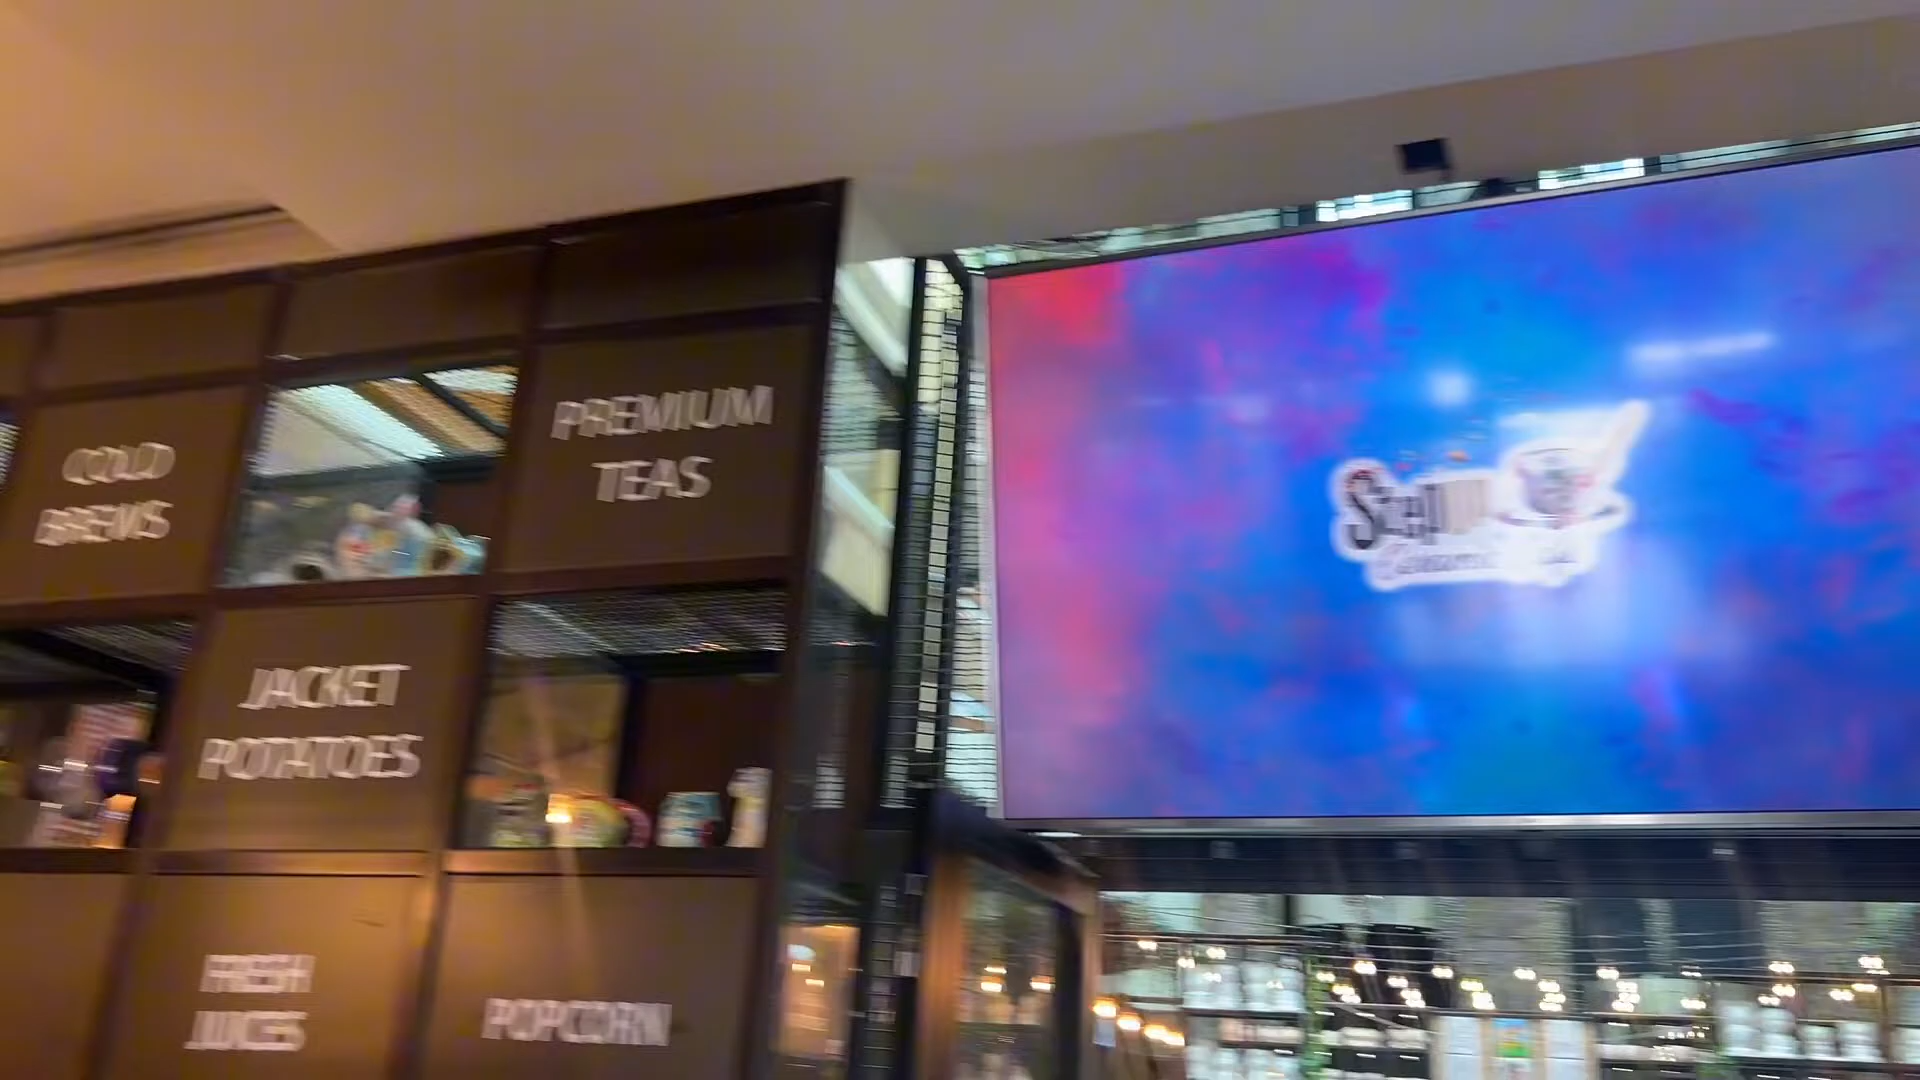 COLD
BREWS
PREMIUM
TEAS
JACKET
POTATOES
FRESH
JUICES
POPCORN